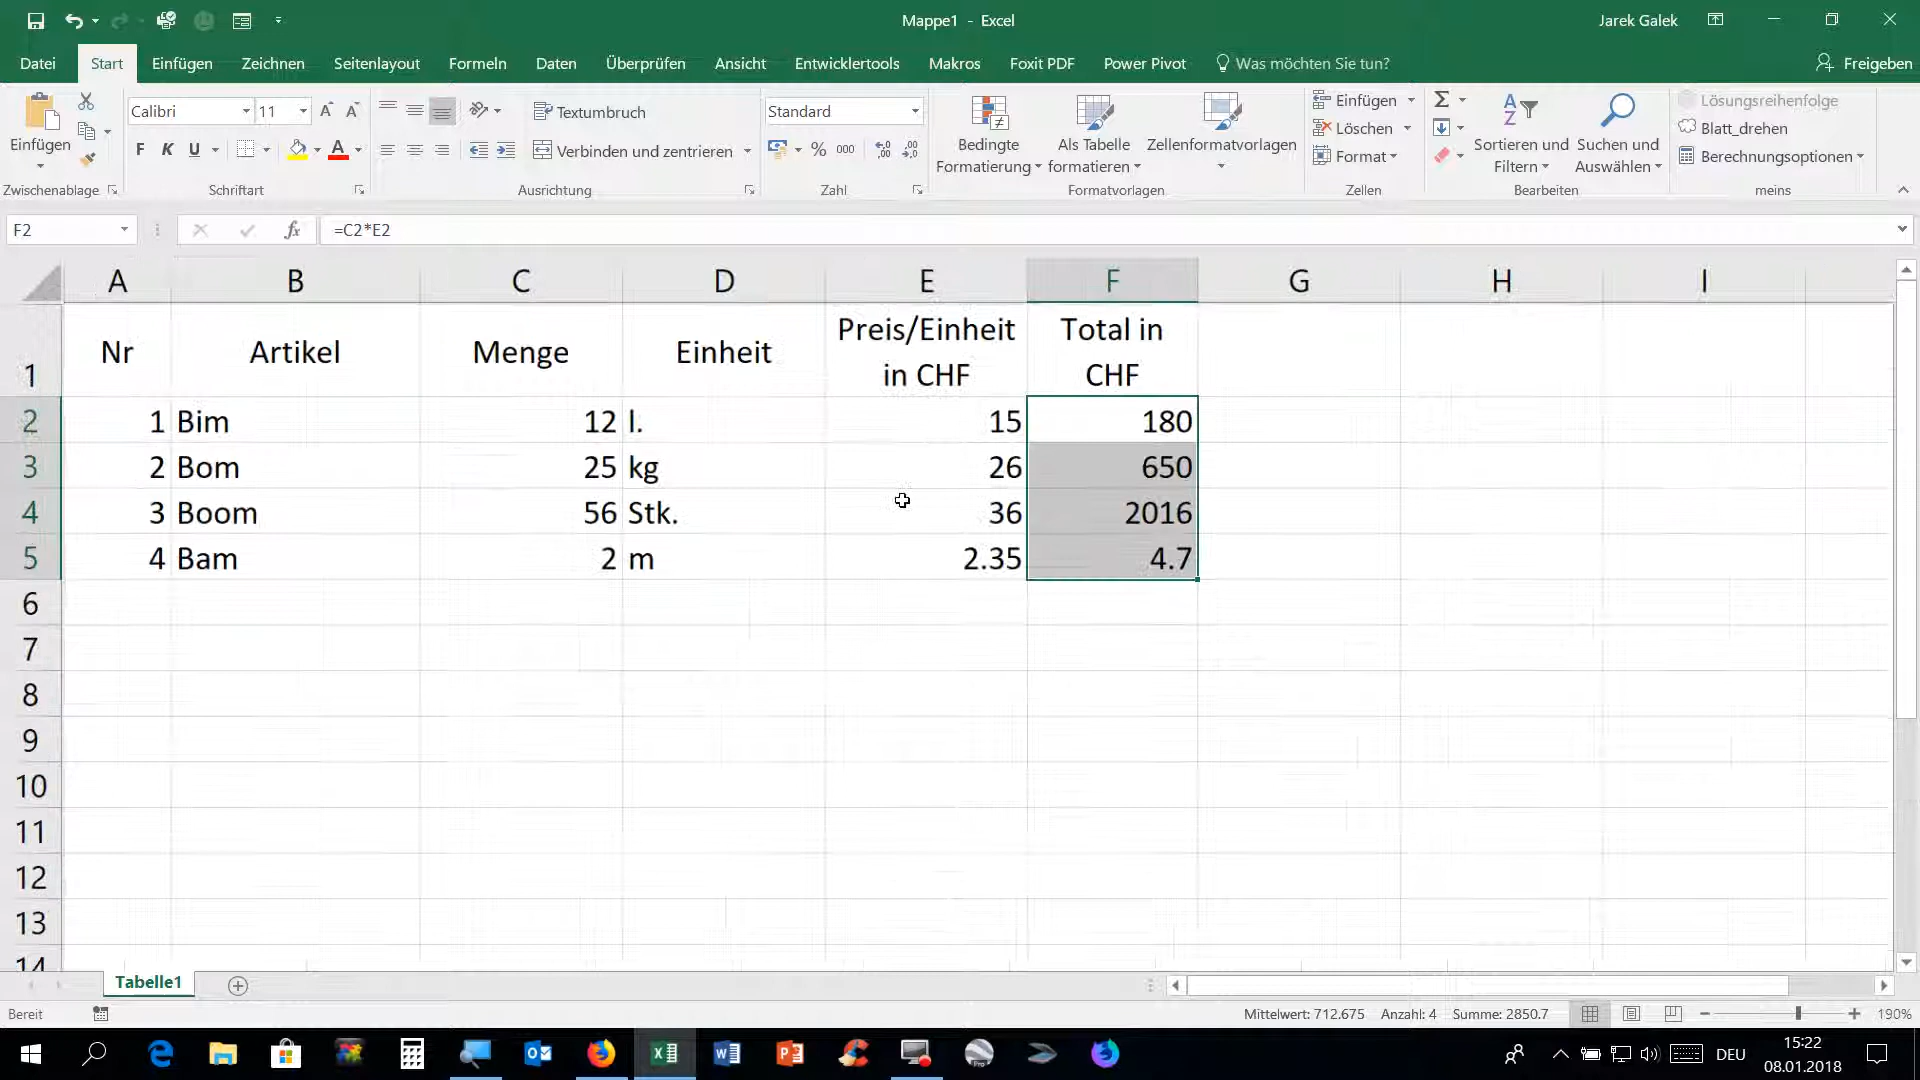 Mappe1 - Excel
Jarek Galek
Datei Start Einfügen Zeichnen Seitenlayout Formeln Daten Überprüfen Ansicht Entwicklertools Makros Foxit PDF Power Pivot Was möchten Sie tun? Freigeben
Einfügen
Zwischenablage
Calibri 11
F K U
Schriftart
Textumbruch
Verbinden und zentrieren
Ausrichtung
Standard
% 000
Zahl
Bedingte Formatierung
Als Tabelle formatieren
Zellenformatvorlagen
Formatvorlagen
Einfügen
Löschen
Format
Zellen
Sortieren und Filtern
Suchen und Auswählen
Bearbeiten
Lösungsreihenfolge
Blatt_drehen
Berechnungsoptionen
meins
F2 fx =C2*E2
A B C D E F G H I
1 Nr Artikel Menge Einheit Preis/Einheit in CHF Total in CHF
2 1 Bim 12 l. 15 180
3 2 Bom 25 kg 26 650
4 3 Boom 56 Stk. 36 2016
5 4 Bam 2 m 2.35 4.7
6
7
8
9
10
11
12
13
14
Tabelle1
Bereit Mittelwert: 712.675 Anzahl: 4 Summe: 2850.7 190%
DEU
15:22
08.01.2018